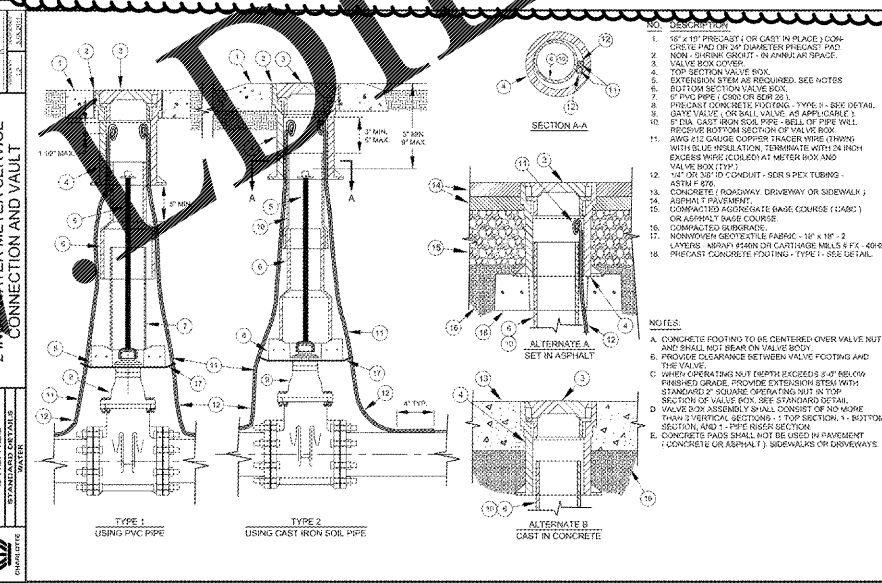 NO. DESCRIPTION
1. 18" x 18" PRECAST ( OR CAST IN PLACE ) CON-
CRETE PAD OR 24" DIAMETER PRECAST PAD.
2. NON - SHRINK GROUT - IN ANNULAR SPACE.
3. VALVE BOX COVER.
4. TOP SECTION VALVE BOX.
5. EXTENSION STEM AS REQUIRED. SEE NOTES
6. BOTTOM SECTION VALVE BOX.
7. 6" PVC PIPE ( C900 OR SDR 26 ).
8. PRECAST CONCRETE FOOTING - TYPE II - SEE DETAIL.
9. GATE VALVE ( OR BALL VALVE, AS APPLICABLE ).
10. DIA. CAST IRON SOIL PIPE - BELL OF PIPE WILL
RECEIVE BOTTOM SECTION OF VALVE BOX.
11. AWG #12 GAUGE COPPER TRACER WIRE (THWN)
WITH BLUE INSULATION, TERMINATE WITH 24 INCH
EXCESS WIRE (COILED) AT METER BOX AND
VALVE BOX (TYP.)
12. 1/4" OR 3/8" ID CONDUIT - SDR 9 PEX TUBING -
ASTM F 876.
13. CONCRETE ( ROADWAY, DRIVEWAY OR SIDEWALK )
14. ASPHALT PAVEMENT.
15. COMPACTED AGGREGATE BASE COURSE ( CABC )
OR ASPHALT BASE COURSE.
16. COMPACTED SUBGRADE.
17. NONWOVEN GEOTEXTILE FABRIC - 18" x 18" - 2
LAYERS - MIRAFI #140N OR CARTHAGE MILLS # FX - 40HS
18. PRECAST CONCRETE FOOTING - TYPE I - SEE DETAIL.
NOTES:
A. CONCRETE FOOTING TO BE CENTERED OVER VALVE NUT
AND SHALL NOT BEAR ON VALVE BODY.
B. PROVIDE CLEARANCE BETWEEN VALVE FOOTING AND
THE VALVE.
C WHEN OPERATING NUT DEPTH EXCEEDS BELOW
FINISHED GRADE, PROVIDE EXTENSION STEM WITH
STANDARD 2" SQUARE OPERATING NUT IN TOP
SECTION OF VALVE BOX. SEE STANDARD DETAIL.
D VALVE BOX ASSEMBLY SHALL CONSIST OF NO MORE
THAN 3 VERTICAL SECTIONS - 1 TOP SECTION, 1 - BOTTOM
SECTION, AND 1 - PIPE RISER SECTION.
E. CONCRETE PADS SHALL NOT BE USED IN PAVEMENT
( CONCRETE OR ASPHALT ), SIDEWALKS OR DRIVEWAYS.
SECTION A-A
ALTERNATE A
SET IN ASPHALT
ALTERNATE B
CAST IN CONCRETE
TYPE 1
USING PVC PIPE
TYPE 2
USING CAST IRON SOIL PIPE
3" MIN.
9" MAX.
3" MIN
9" MAX.
MAX.
MIN.
A
A
4" TYP.
METER SERVICE
CONNECTION AND VAULT
STANDARD DETAILS
WATER
CHARLOTTE